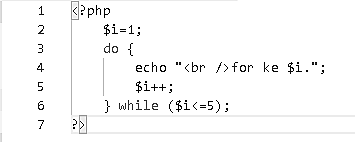 1 <?php
2 $i=1;
3 do {
4 echo "<br />for ke $i.";
5 $i++;
6 } while ($i<=5);
7 ?>